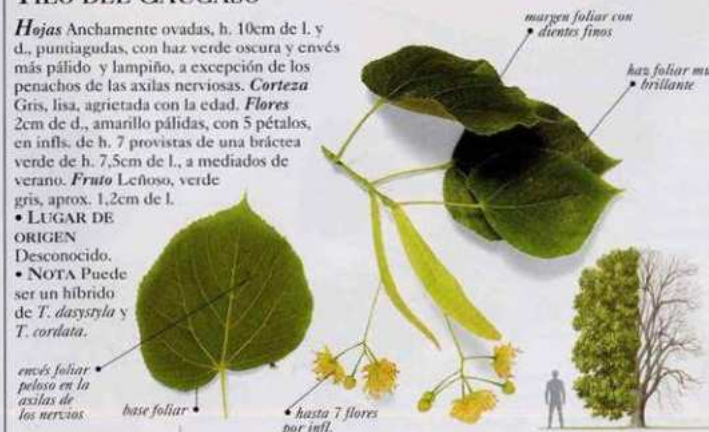 Hojas Anchamente ovadas, h. 10cm de l. y
d., puntiagudas, con haz verde oscura y envés
más pálido y lampiño, a excepción de los
penachos de las axilas nerviosas. Corteza
Gris, lisa, agrietada con la edad. Flores
2cm de d., amarillo pálidas, con 5 pétalos,
en infls. de h. 7 provistas de una bráctea
verde de h. 7,5cm de l., a mediados de
verano. Fruto Leñoso, verde
gris, aprox. 1,2cm de l.
• LUGAR DE
ORIGEN
Desconocido.
• NOTA Puede
ser un híbrido
de T. dasystyla y
T. cordata.
margen foliar con
dientes finos
haz foliar mu
brillante
envés foliar
peloso en la
axilas de
los nervios
base foliar
hasta 7 flores
por infl.